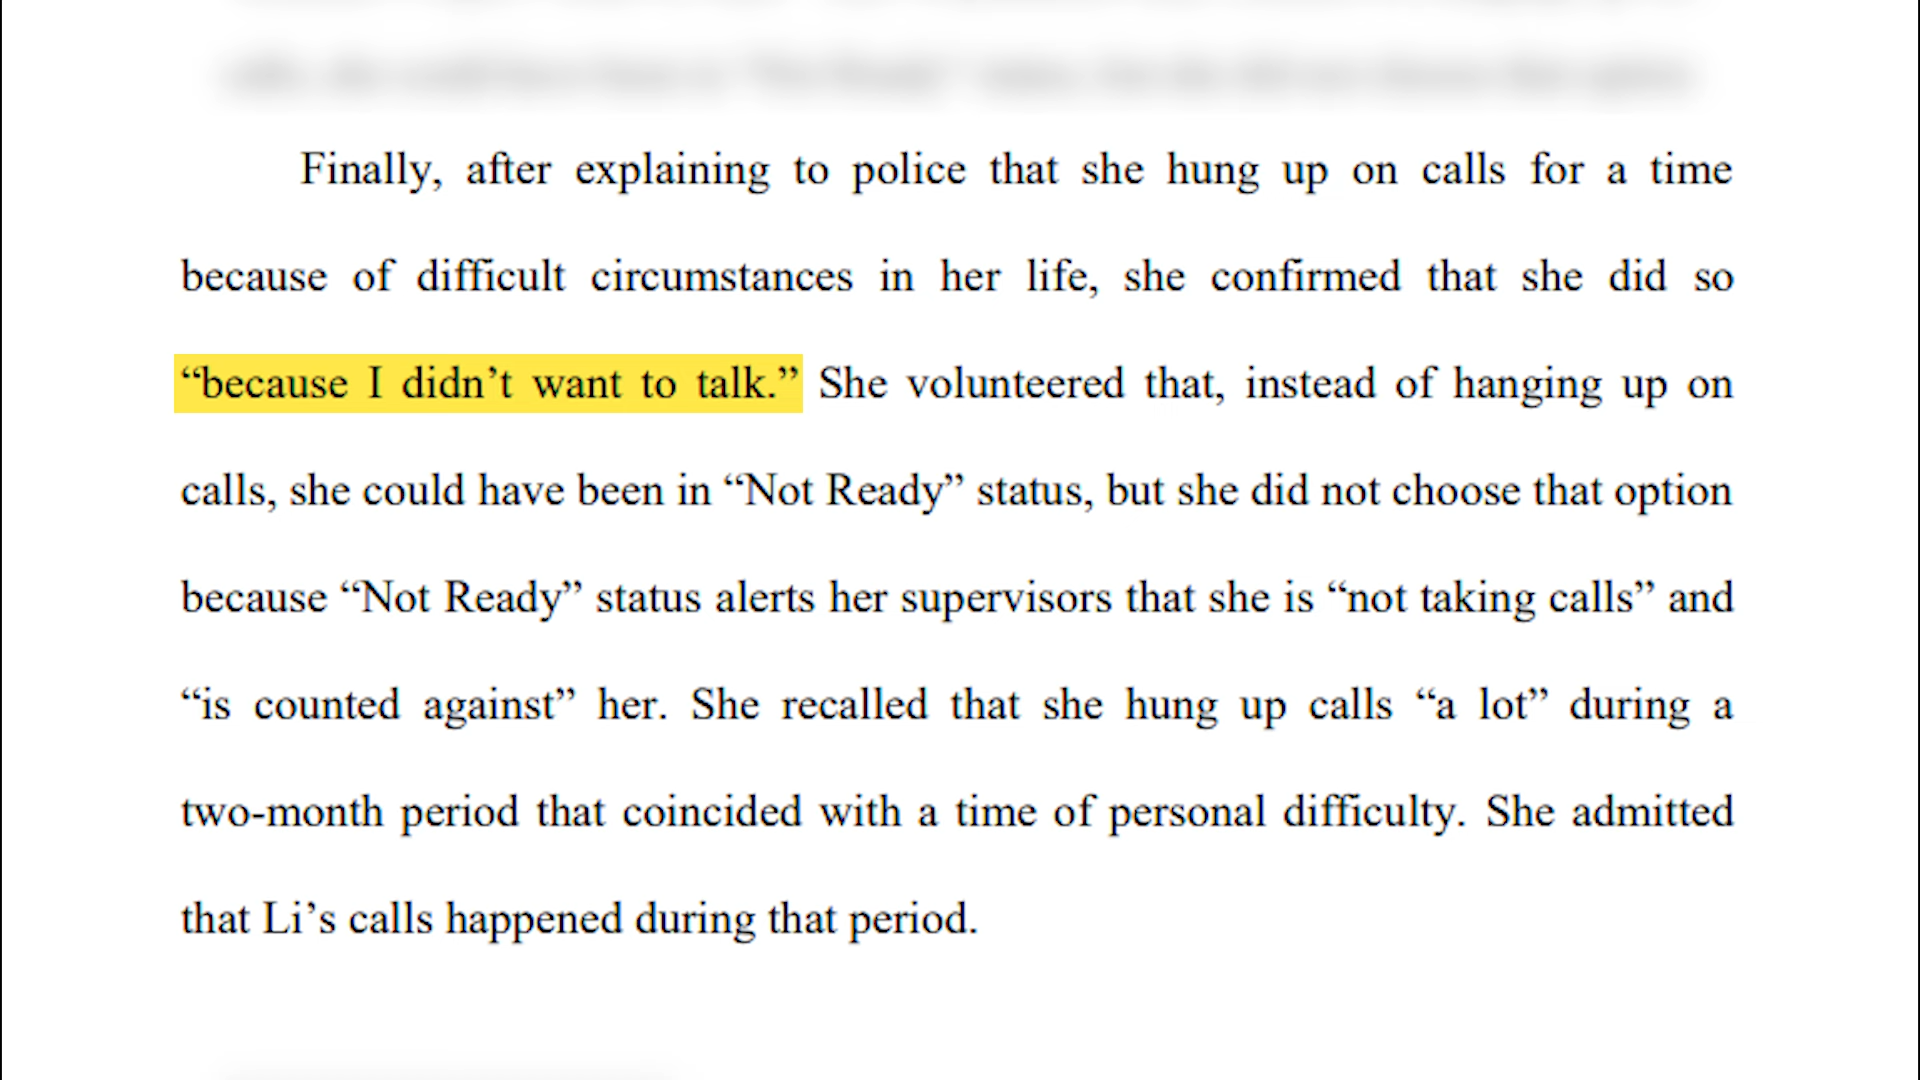 Finally, after explaining to police that she hung up on calls for a time
because of difficult circumstances in her life, she confirmed that she did so
“because I didn’t want to talk.” She volunteered that, instead of hanging up on
calls, she could have been in “Not Ready” status, but she did not choose that option
because “Not Ready” status alerts her supervisors that she is “not taking calls” and
“is counted against” her. She recalled that she hung up calls “a lot” during a
two-month period that coincided with a time of personal difficulty. She admitted
that Li’s calls happened during that period.